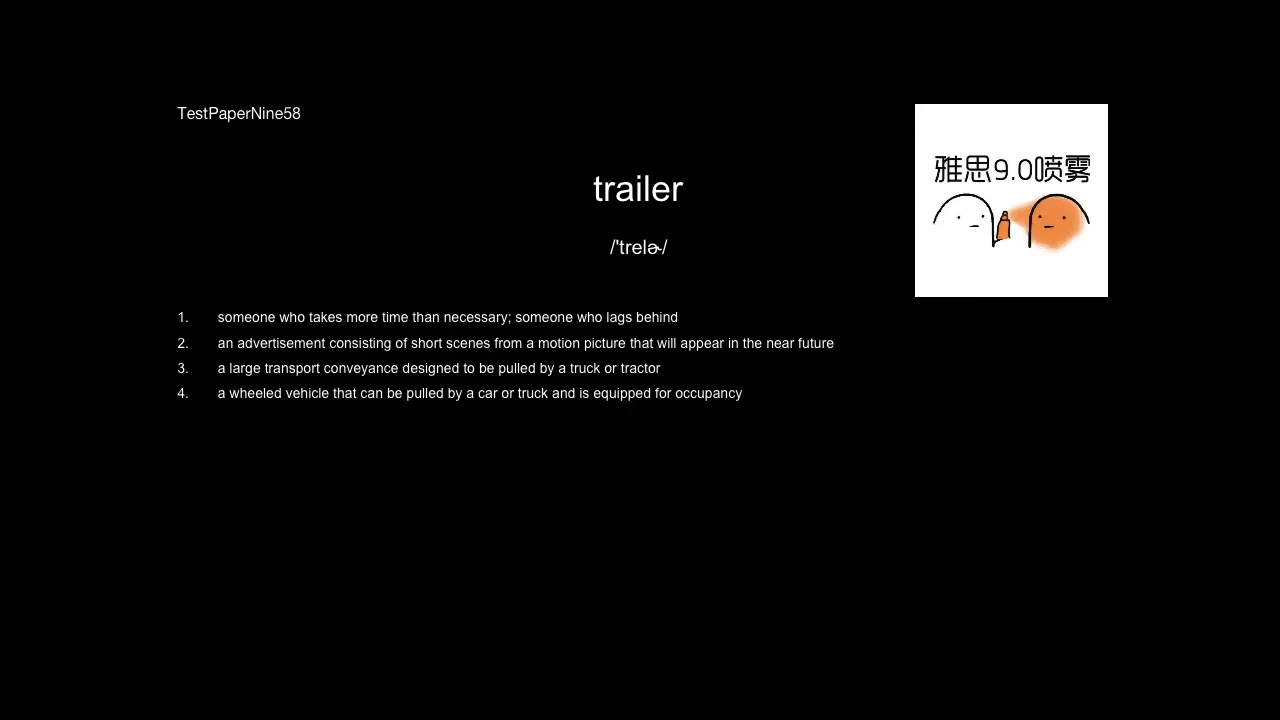 TestPaperNine58
雅思9.0喷雾
trailer
/'trelɚ/
1. someone who takes more time than necessary; someone who lags behind
2. an advertisement consisting of short scenes from a motion picture that will appear in the near future
3. a large transport conveyance designed to be pulled by a truck or tractor
4. a wheeled vehicle that can be pulled by a car or truck and is equipped for occupancy